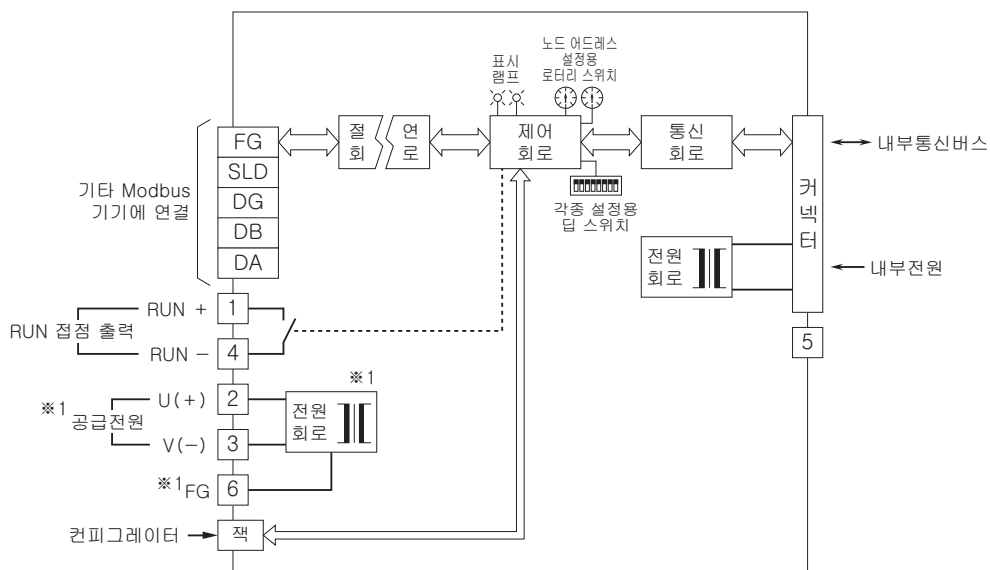 노드 어드레스
설정용
로터리 스위치
표시
램프
FG
SLD
DG
DB
DA
기타 Modbus
기기에 연결
절 연
회 로
제어
회로
통신
회로
커넥터
내부통신버스
각종 설정용
딥 스위치
전원
회로
내부전원
RUN +
1
RUN 접점 출력
RUN −
4
5
※1
U(+)
2
※1 공급전원
V(−)
3
전원
회로
※1 FG
6
컨피그레이터
잭